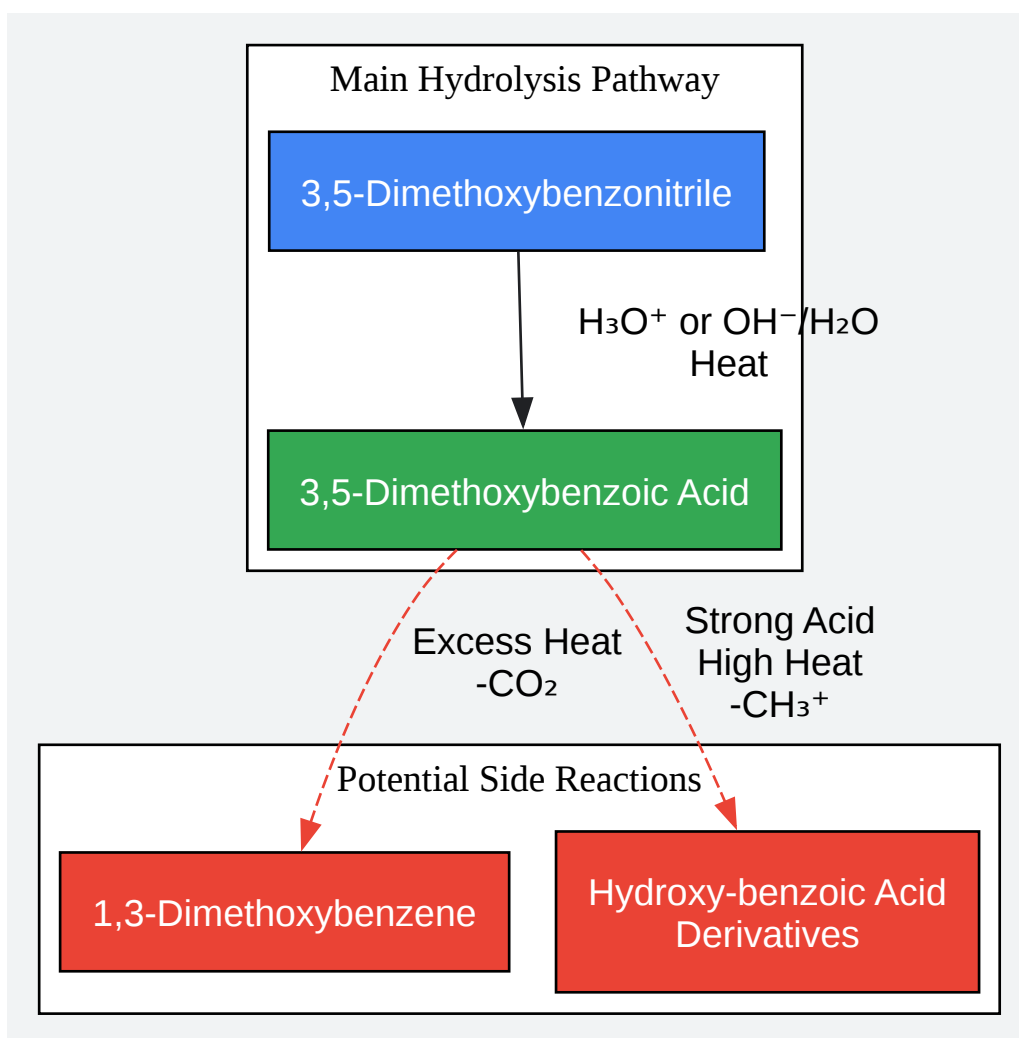 Main Hydrolysis Pathway
3,5-Dimethoxybenzonitrile
H₃O⁺ or OH⁻/H₂O
Heat
3,5-Dimethoxybenzoic Acid
Excess Heat
-CO₂
Strong Acid
High Heat
-CH₃⁺
Potential Side Reactions
1,3-Dimethoxybenzene
Hydroxy-benzoic Acid
Derivatives